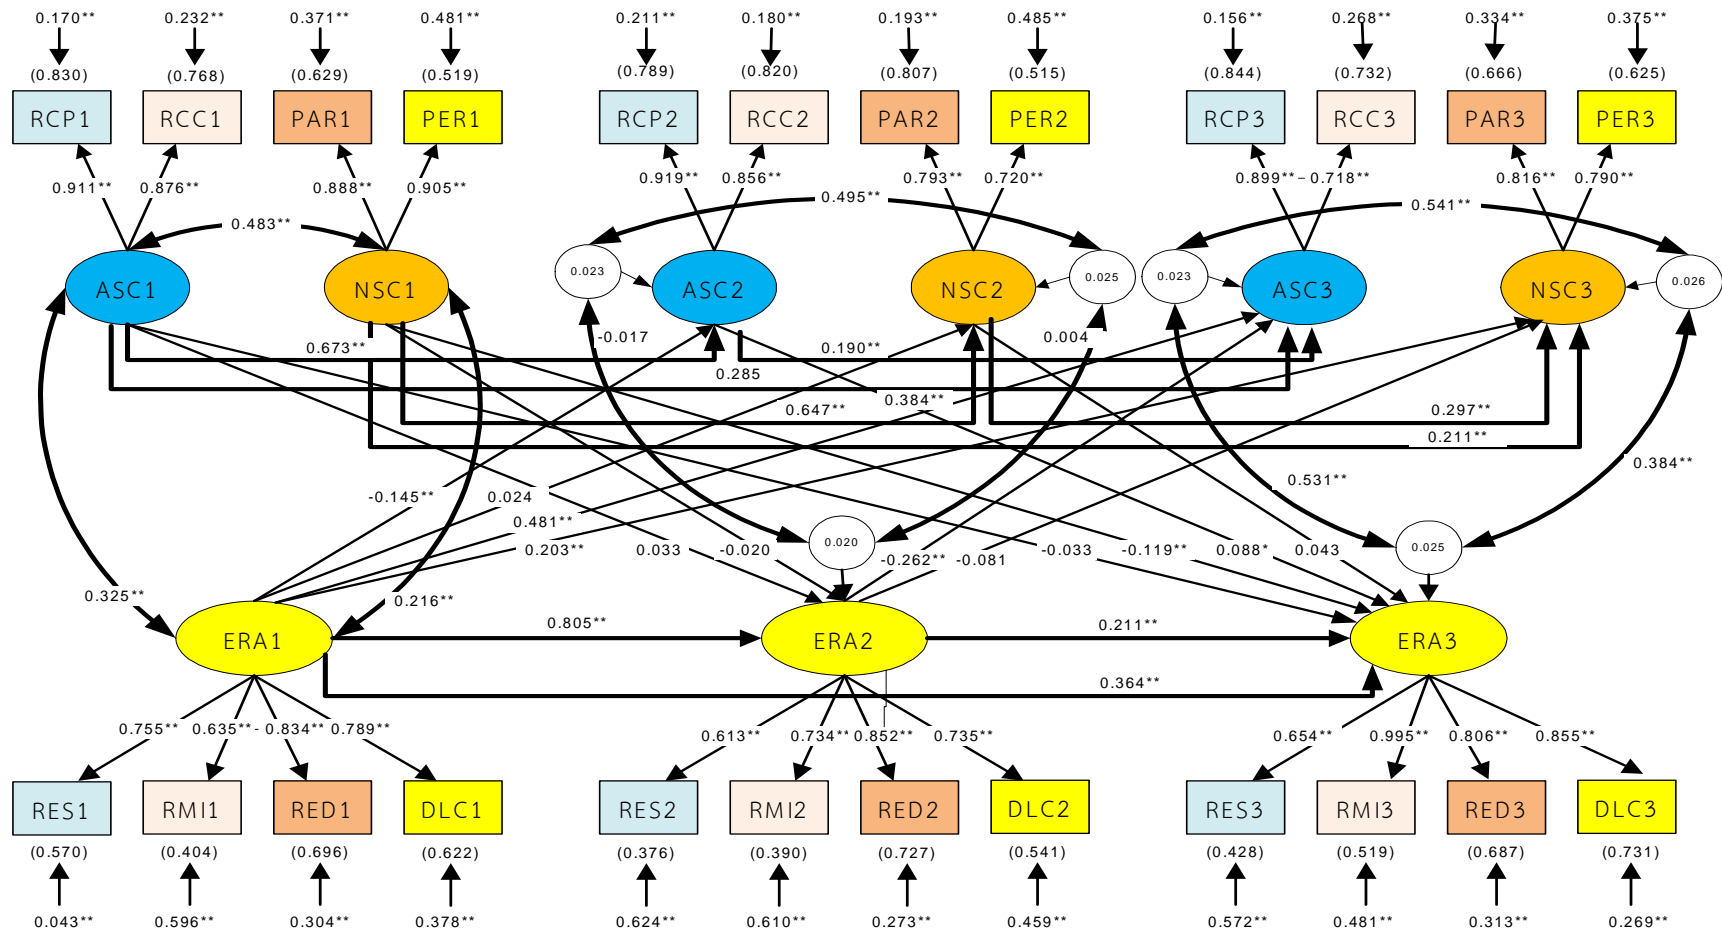 0.170** 0.232** 0.371** 0.481** 0.211** 0.180** 0.193** 0.485** 0.156** 0.268** 0.334** 0.375**
(0.830) (0.768) (0.629) (0.519) (0.789) (0.820) (0.807) (0.515) (0.844) (0.732) (0.666) (0.625)
RCP1 RCC1 PAR1 PER1 RCP2 RCC2 PAR2 PER2 RCP3 RCC3 PAR3 PER3
0.911** 0.876** 0.888** 0.905** 0.919** 0.856** 0.793** 0.720** 0.899** -0.718** 0.816** 0.790**
0.483** 0.495** 0.541**
ASC1 NSC1 0.023 ASC2 NSC2 0.025 0.023 ASC3 NSC3 0.026
0.673** -0.017 0.190** 0.004
0.285
0.647** 0.384** 0.297**
0.211**
0.531** 0.384**
-0.145** 0.024
0.481**
0.203** 0.033 -0.020 0.020 -0.262** -0.081 -0.033 -0.119** 0.088* 0.043 0.025
0.325** 0.216**
0.805** 0.211**
ERA1 ERA2 ERA3
0.364**
0.755** 0.635** - 0.834** 0.789** 0.613** 0.734** 0.852** 0.735** 0.654** 0.995** 0.806** 0.855**
RES1 RMI1 RED1 DLC1 RES2 RMI2 RED2 DLC2 RES3 RMI3 RED3 DLC3
(0.570) (0.404) (0.696) (0.622) (0.376) (0.390) (0.727) (0.541) (0.428) (0.519) (0.687) (0.731)
0.043** 0.596** 0.304** 0.378** 0.624** 0.610** 0.273** 0.459** 0.572** 0.481** 0.313** 0.269**